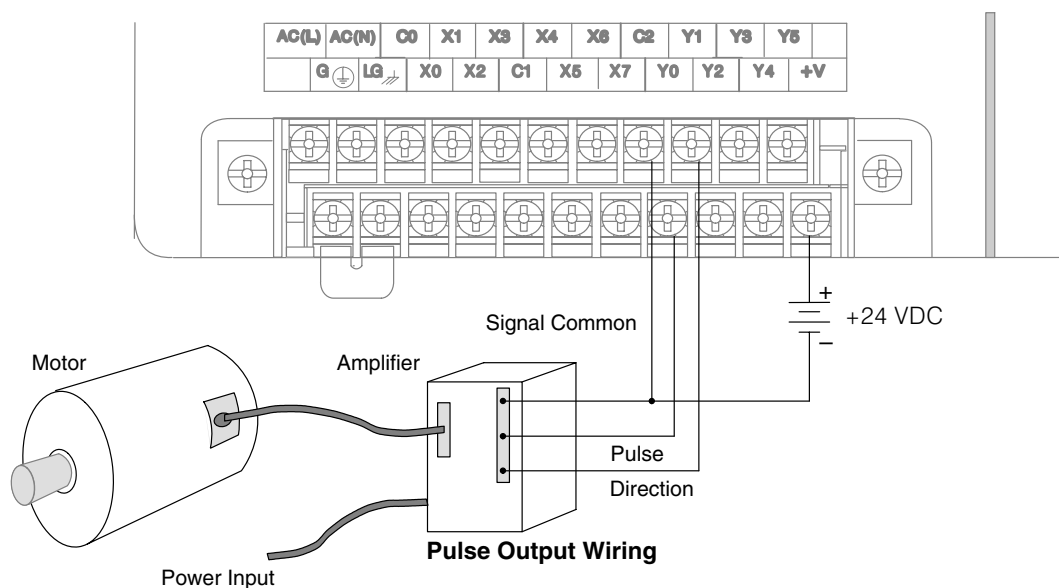 AC(L) AC(N) C0 X1 X3 X4 X6 C2 Y1 Y3 Y5
G LG X0 X2 C1 X5 X7 Y0 Y2 Y4 +V
+
+24 VDC
–
Signal Common
Motor
Amplifier
Pulse
Direction
Pulse Output Wiring
Power Input